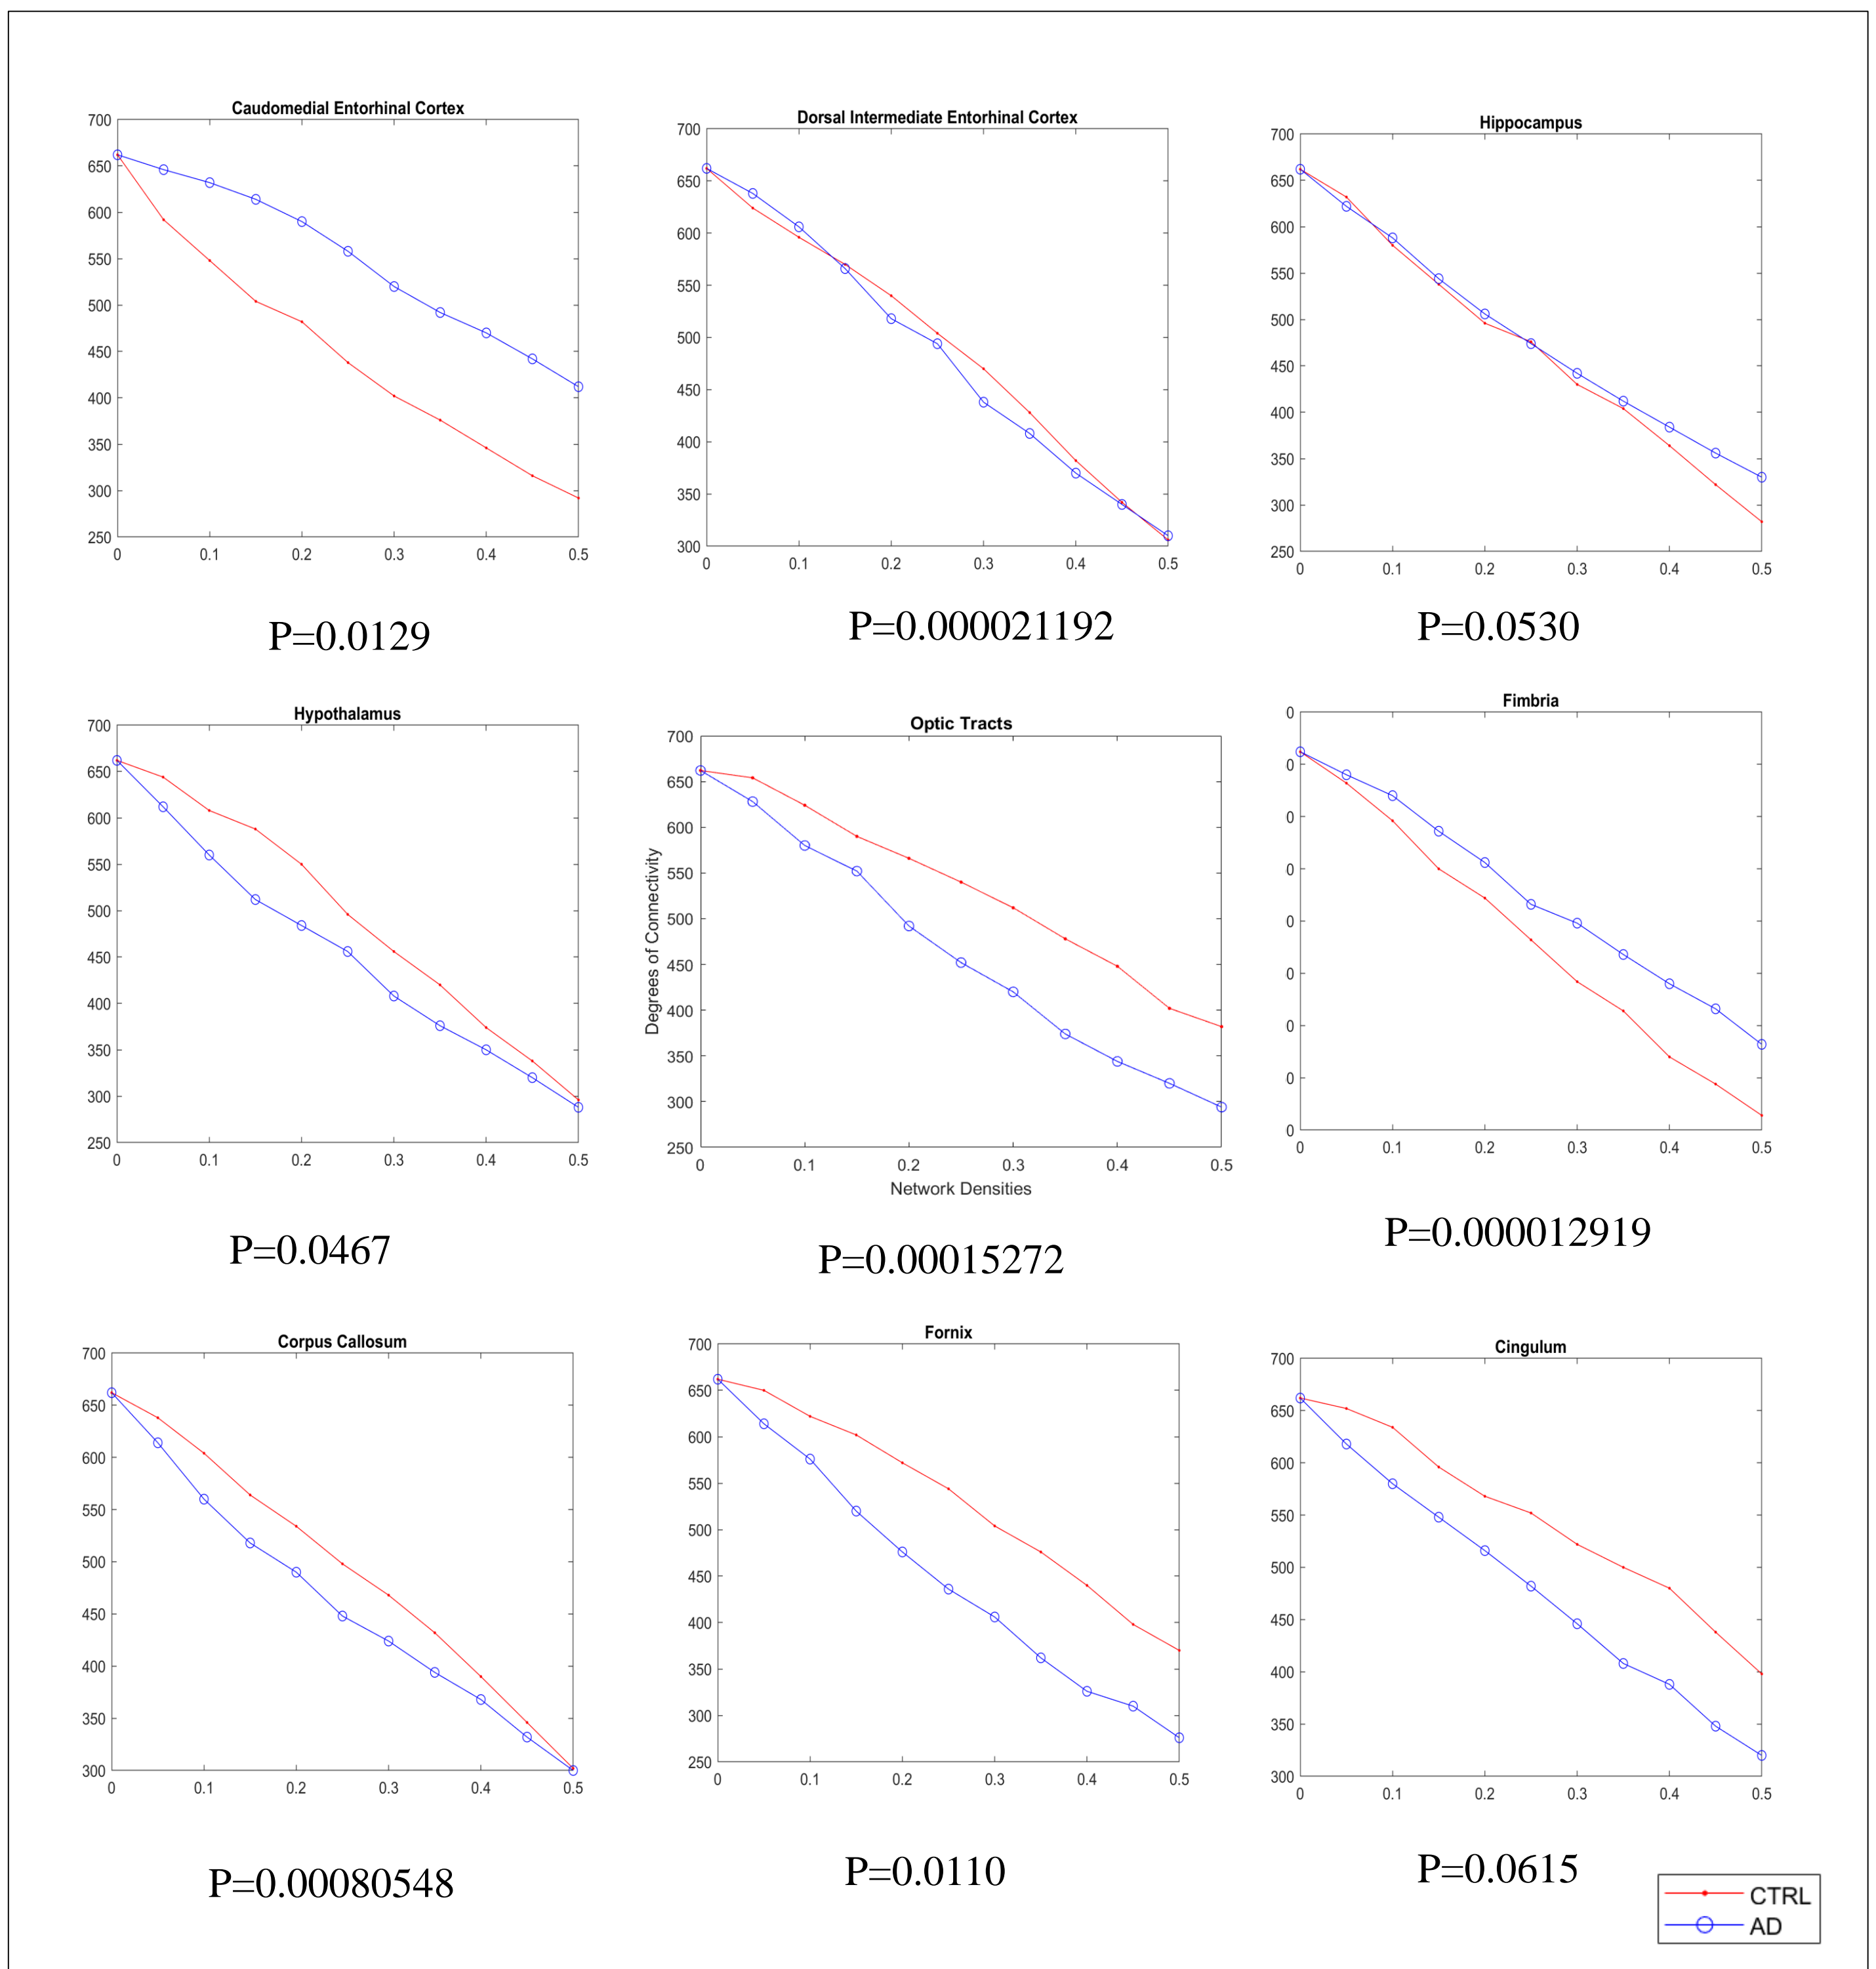 Caudomedial Entorhinal Cortex
700
650
600
550
500
450
400
350
300
250
0 0.1 0.2 0.3 0.4 0.5
P=0.0129
Dorsal Intermediate Entorhinal Cortex
700
650
600
550
500
450
400
350
300
0 0.1 0.2 0.3 0.4 0.5
P=0.000021192
Hippocampus
700
650
600
550
500
450
400
350
300
250
0 0.1 0.2 0.3 0.4 0.5
P=0.0530
Hypothalamus
700
650
600
550
500
450
400
350
300
250
0 0.1 0.2 0.3 0.4 0.5
P=0.0467
Optic Tracts
Degrees of Connectivity
700
650
600
550
500
450
400
350
300
250
0 0.1 0.2 0.3 0.4 0.5
Network Densities
P=0.00015272
Fimbria
0
0
0
0
0
0
0
0
0
0 0.1 0.2 0.3 0.4 0.5
P=0.000012919
Corpus Callosum
700
650
600
550
500
450
400
350
300
0 0.1 0.2 0.3 0.4 0.5
P=0.00080548
Fornix
700
650
600
550
500
450
400
350
300
250
0 0.1 0.2 0.3 0.4 0.5
P=0.0110
Cingulum
700
650
600
550
500
450
400
350
300
0 0.1 0.2 0.3 0.4 0.5
P=0.0615
CTRL
AD